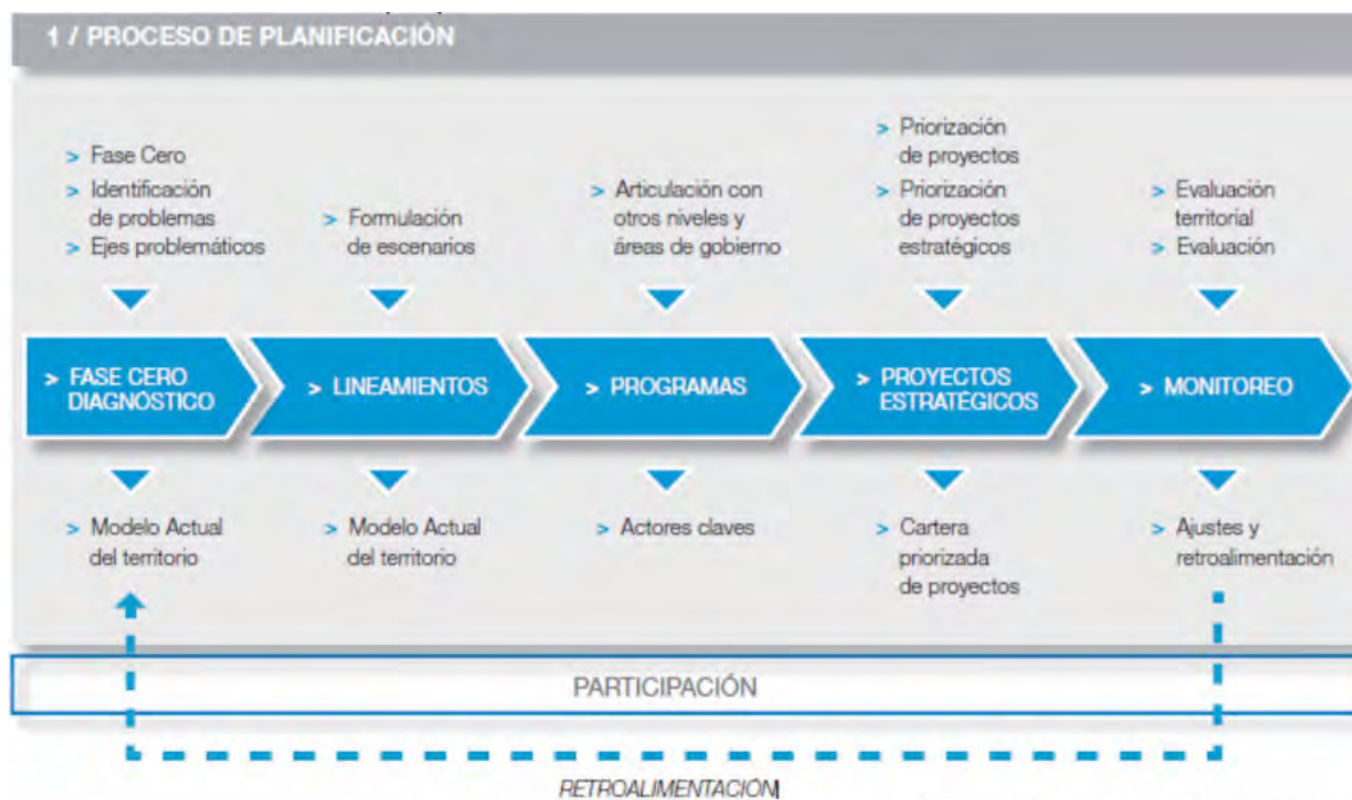 1 / PROCESO DE PLANIFICACIÓN
> Fase Cero
> Identificación
de problemas
> Ejes problemáticos
> Formulación
de escenarios
> Articulación con
otros niveles y
áreas de gobierno
> Priorización
de proyectos
> Priorización
de proyectos
estratégicos
> Evaluación
territorial
> Evaluación
> FASE CERO
DIAGNÓSTICO
> LINEAMIENTOS
> PROGRAMAS
> PROYECTOS
ESTRATÉGICOS
> MONITOREO
> Modelo Actual
del territorio
> Modelo Actual
del territorio
> Actores claves
> Cartera
priorizada
de proyectos
> Ajustes y
retroalimentación
PARTICIPACIÓN
RETROALIMENTACIÓN